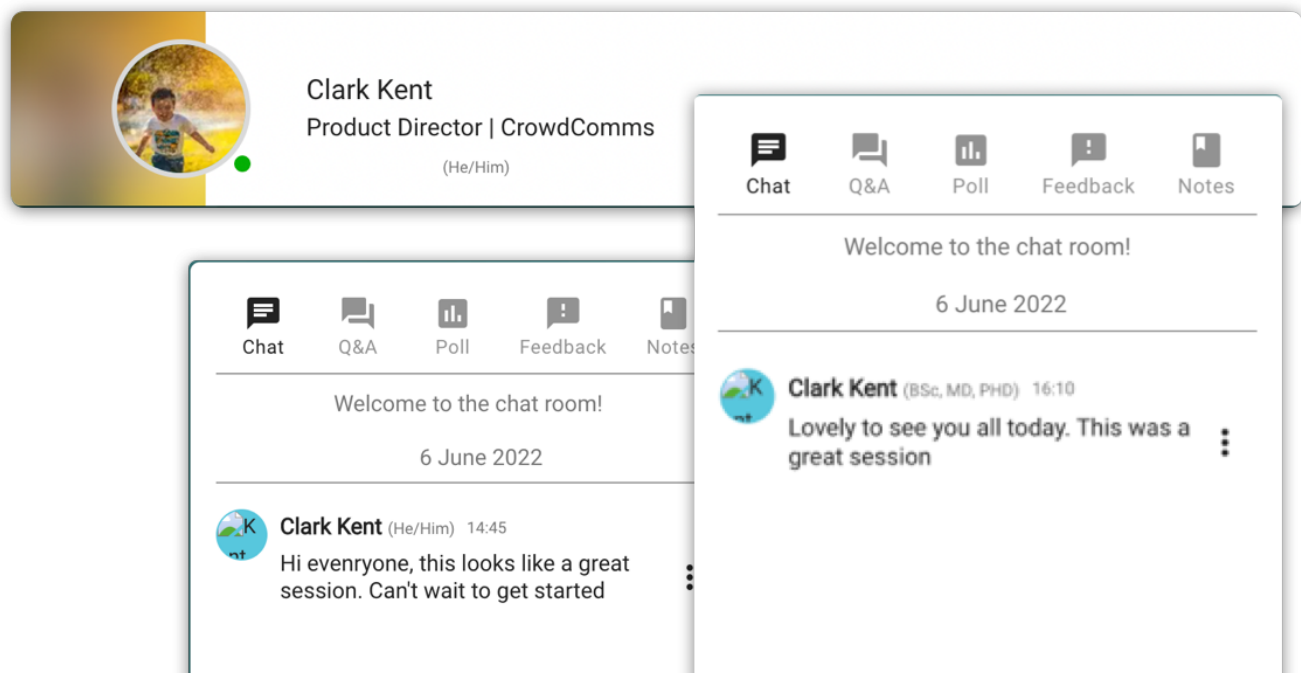 Clark Kent
Product Director | CrowdComms
(He/Him)
Chat Q&A Poll Feedback Notes
Welcome to the chat room!
6 June 2022
Clark Kent (He/Him) 14:45
Hi evenryone, this looks like a great
session. Can't wait to get started
Chat Q&A Poll Feedback Notes
Welcome to the chat room!
6 June 2022
K
Clark Kent (BSc, MD, PHD) 16:10
Lovely to see you all today. This was a
great session